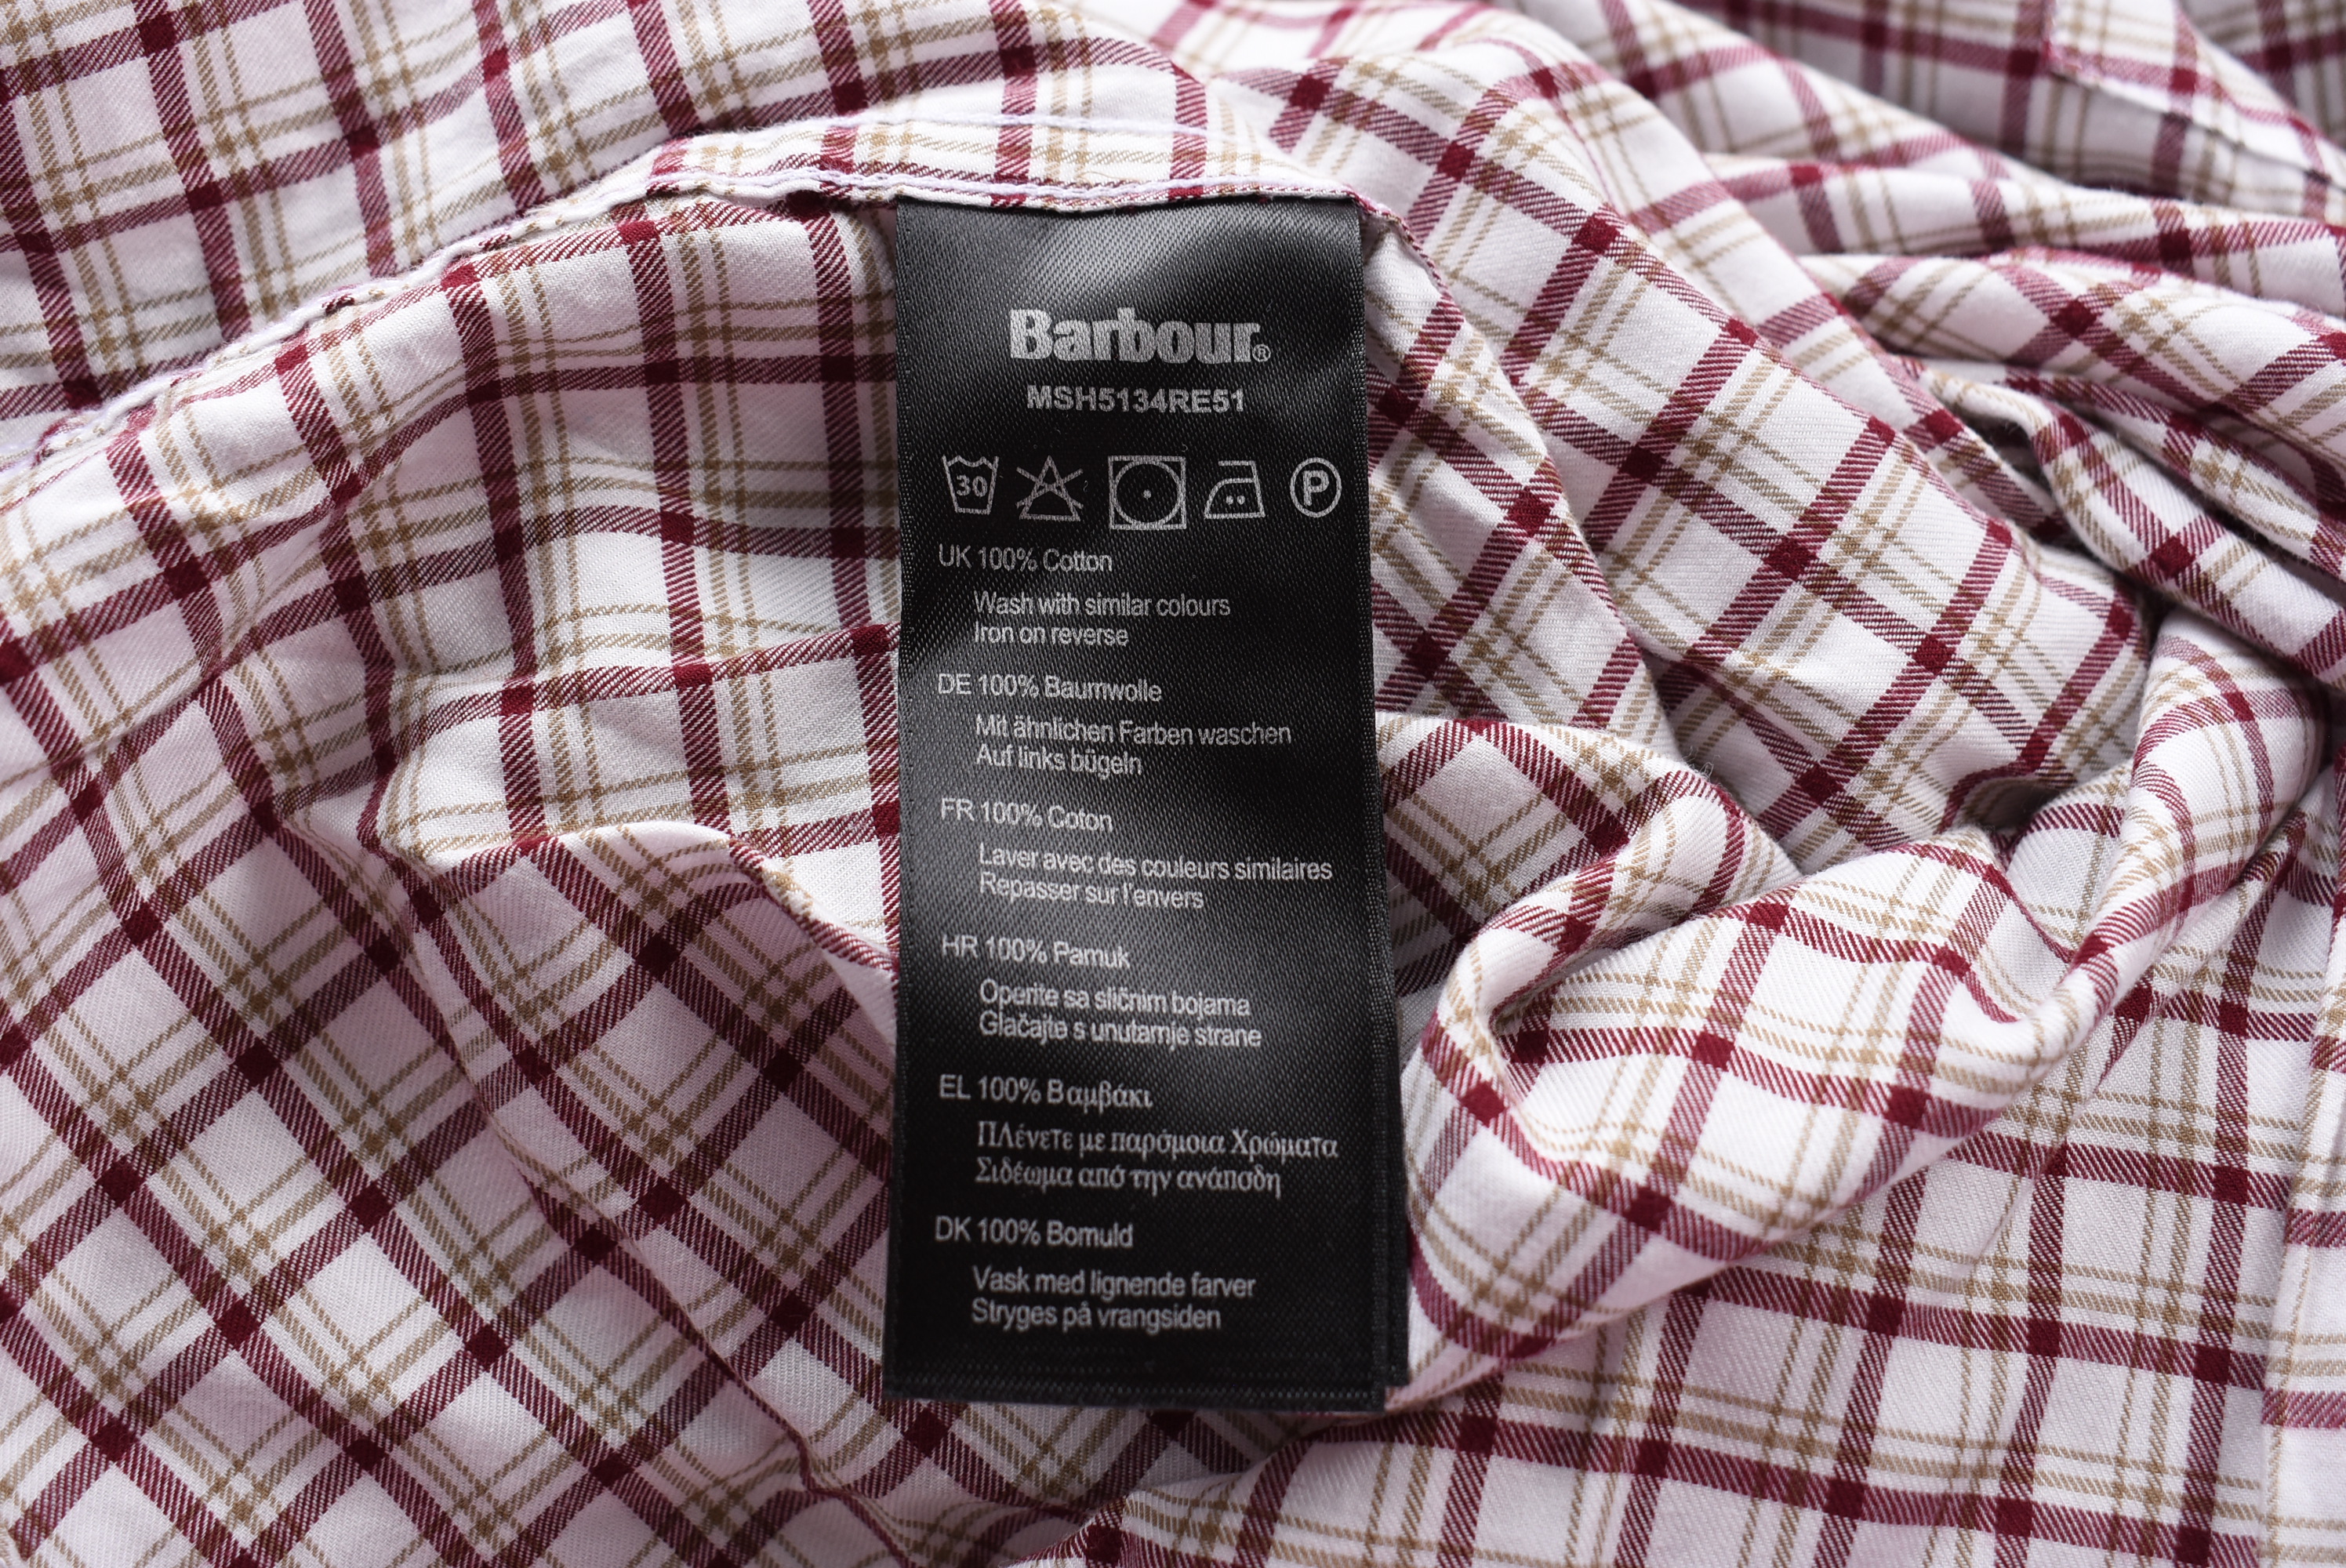 Barbour®
MSH5134RE51
30 P
UK 100% Cotton
Wash with similar colours
Iron on reverse
DE 100% Baumwolle
Mit ähnlichen Farben waschen
Auf links bügeln
FR 100% Coton
Laver avec des couleurs similaires
Repasser sur l'envers
HR 100% Pamuk
Operite sa sličnim bojama
Glačajte s unutarnje strane
EL 100% Βαμβάκι
ΠΛένετε με παρόμοια Χρώματα
Σιδέωμα από την ανάποδη
DK 100% Bomuld
Vask med lignende farver
Stryges på vrangsiden